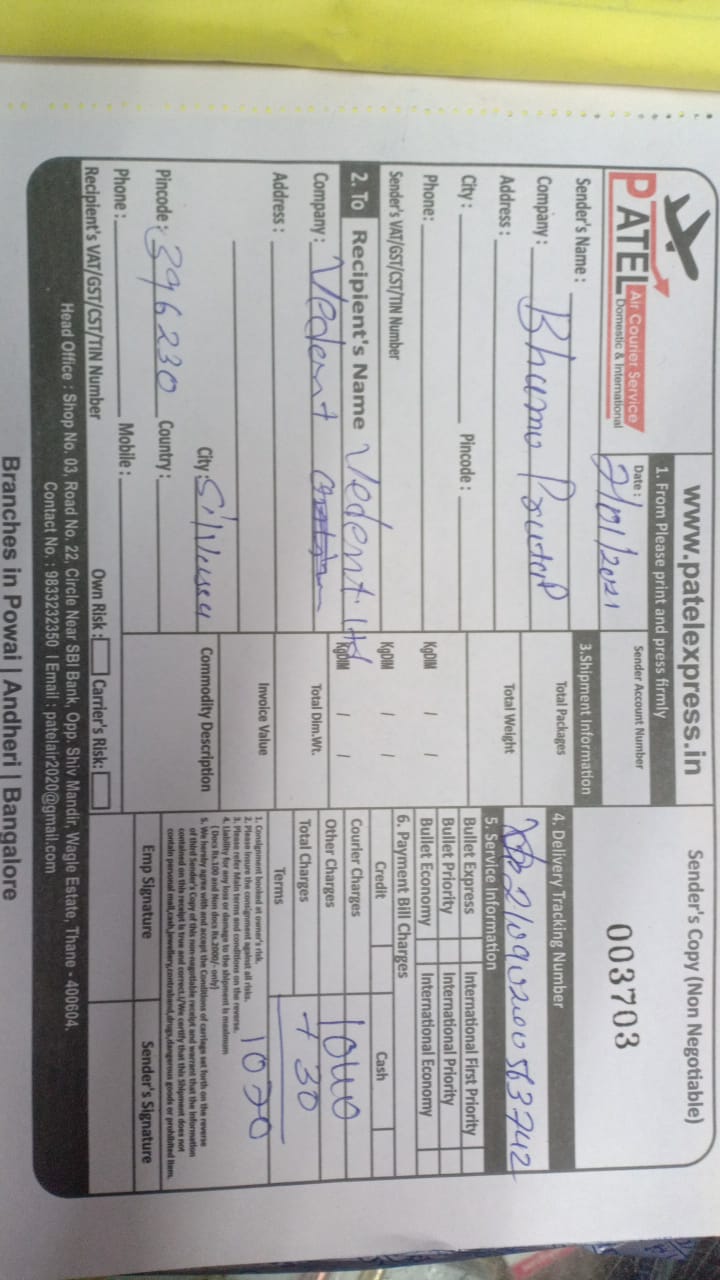 PATEL
Air Courier Service
Domestic & International
www.patelexpress.in
Sender's Copy (Non Negotiable)
003703
1. From Please print and press firmly
Date : 21/01/2021
Sender Account Number
Sender's Name :
Company :
Address :
City :
Pincode :
Phone:
Sender's VAT/GST/CST/TIN Number
2. To Recipient's Name Vedent Ltd
Company : Vedent
Address :
City :
Pincode : 396230 Country :
Phone :
Mobile :
Recipient's VAT/GST/CST/TIN Number
3.Shipment Information
Total Packages
Total Weight
KgDIM / /
KgDIM / /
KgDIM / /
Total Dim.Wt.
Invoice Value
Commodity Description
Own Risk : Carrier's Risk:
4. Delivery Tracking Number
5. Service Information
Bullet Express International First Priority
Bullet Priority International Priority
Bullet Economy International Economy
6. Payment Bill Charges
Credit Cash
Courier Charges 1040
Other Charges + 30
Total Charges
1070
Terms
1. Consignment booked at owner's risk.
2. Please insure the consignment against all risks.
3. Please refer Main terms and conditions on the reverse.
4. Liability for any loss or damage to the shipment is maximum
( Docs Rs.100 and Non docs Rs.2000/- only)
5. We hereby agree with and accept the Conditions of carriage set forth on the reverse
of third Sender's Copy of this non-negotiable receipt and warrant that the information
contained on this receipt is true and correct.I/We certify that this Shipment does not
contain personal mail,cash,jewellery,contraband,drugs,dangerous goods or prohibited item.
Emp Signature
Sender's Signature
Head Office : Shop No. 03, Road No. 22, Circle Near SBI Bank, Opp. Shiv Mandir, Wagle Estate, Thane - 400604.
Contact No. : 9833232350 I Email : patelair2020@gmail.com
Branches in Powai | Andheri | Bangalore